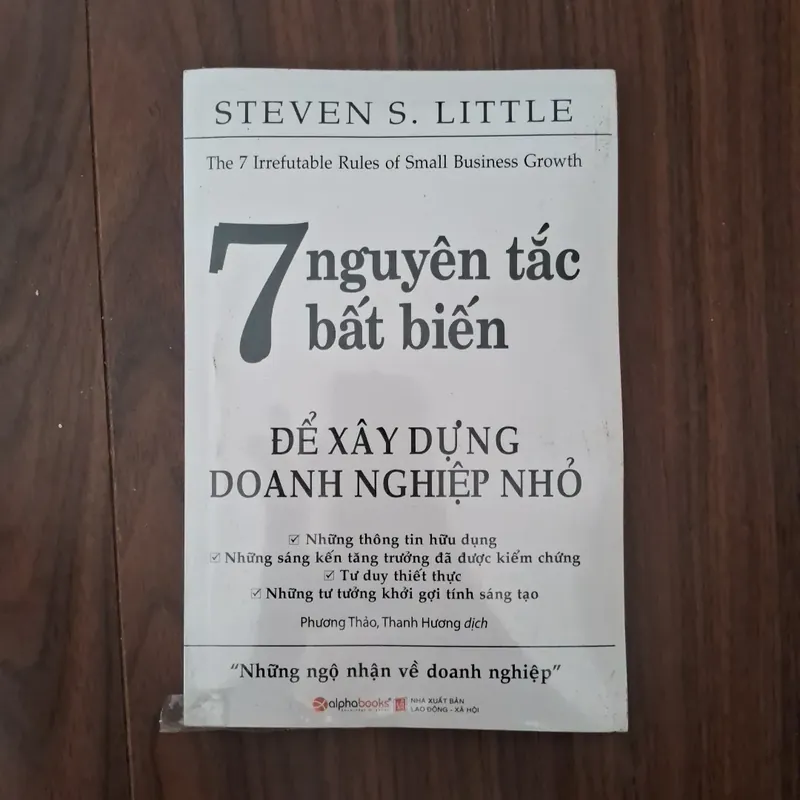 STEVEN S. LITTLE
The 7 Irrefutable Rules of Small Business Growth
7 nguyên tắc
bất biến
ĐỂ XÂY DỰNG
DOANH NGHIỆP NHỎ
☑ Những thông tin hữu dụng
☑ Những sáng kến tăng trưởng đã được kiểm chứng
☑ Tư duy thiết thực
☑ Những tư tưởng khởi gợi tính sáng tạo
Phương Thảo, Thanh Hương dịch
"Những ngộ nhận về doanh nghiệp"
alphabooks®
NHÀ XUẤT BẢN
LAO ĐỘNG - XÃ HỘI